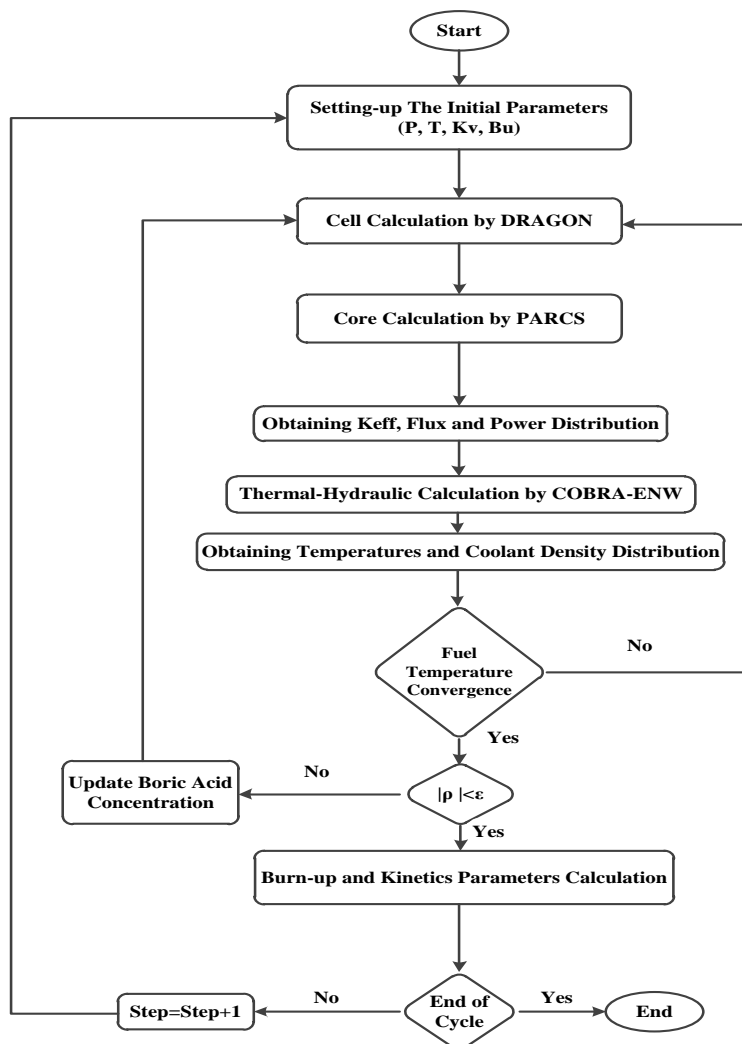 Start
Setting-up The Initial Parameters
(P, T, Kv, Bu)
Cell Calculation by DRAGON
Core Calculation by PARCS
Obtaining Keff, Flux and Power Distribution
Thermal-Hydraulic Calculation by COBRA-ENW
Obtaining Temperatures and Coolant Density Distribution
Fuel
Temperature
Convergence
No
Yes
|ρ |<ε
No
Update Boric Acid
Concentration
Yes
Burn-up and Kinetics Parameters Calculation
End of
Cycle
No
Step=Step+1
Yes
End